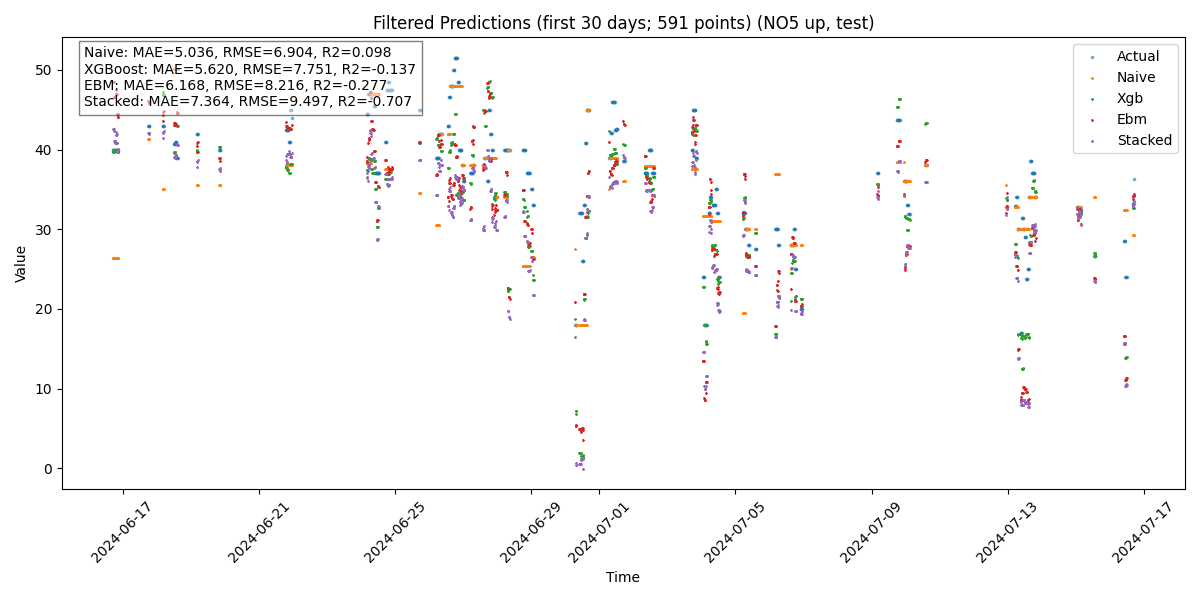 Filtered Predictions (first 30 days; 591 points) (NO5 up, test)
Naive: MAE=5.036, RMSE=6.904, R2=0.098
XGBoost: MAE=5.620, RMSE=7.751, R2=-0.137
EBM: MAE=6.168, RMSE=8.216, R2=-0.277
Stacked: MAE=7.364, RMSE=9.497, R2=-0.707
Actual
Naive
Xgb
Ebm
Stacked
Value
50
40
30
20
10
0
2024-06-17
2024-06-21
2024-06-25
2024-06-29
2024-07-01
2024-07-05
2024-07-09
2024-07-13
2024-07-17
Time